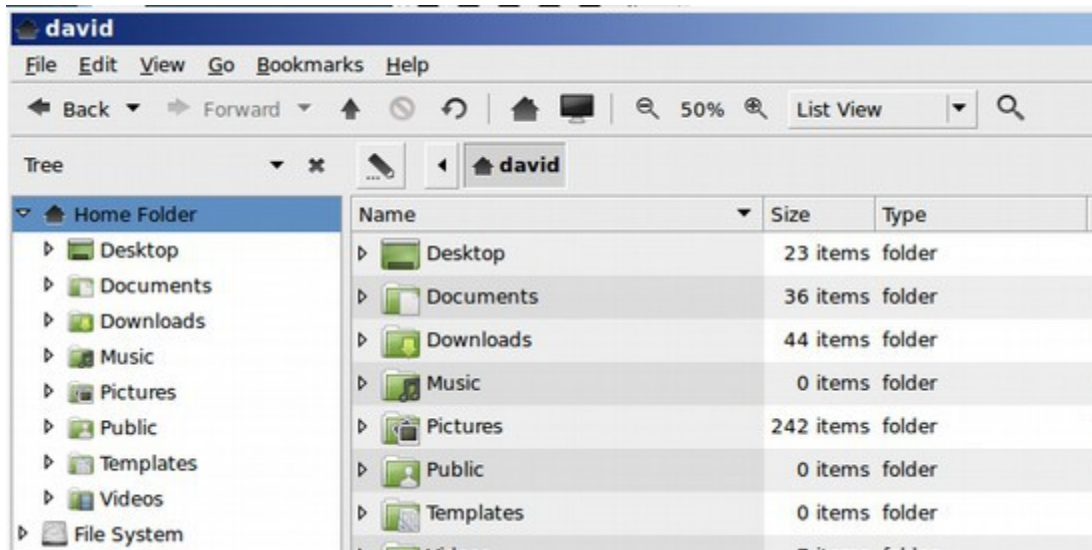 david
File Edit View Go Bookmarks Help
Back Forward 50% List View
Tree david
Home Folder
Desktop
Documents
Downloads
Music
Pictures
Public
Templates
Videos
File System
Name Size Type
Desktop 23 items folder
Documents 36 items folder
Downloads 44 items folder
Music 0 items folder
Pictures 242 items folder
Public 0 items folder
Templates 0 items folder